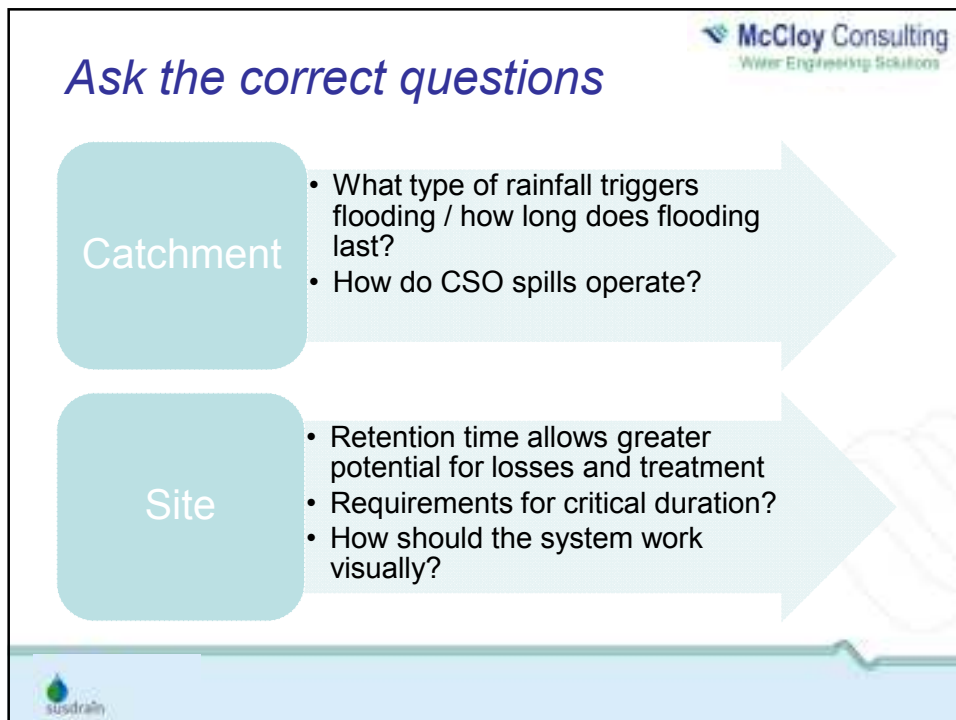 McCloy Consulting
Water Engineering Solutions
Ask the correct questions
Catchment
• What type of rainfall triggers
flooding / how long does flooding
last?
• How do CSO spills operate?
Site
• Retention time allows greater
potential for losses and treatment
• Requirements for critical duration?
• How should the system work
visually?
susdrain